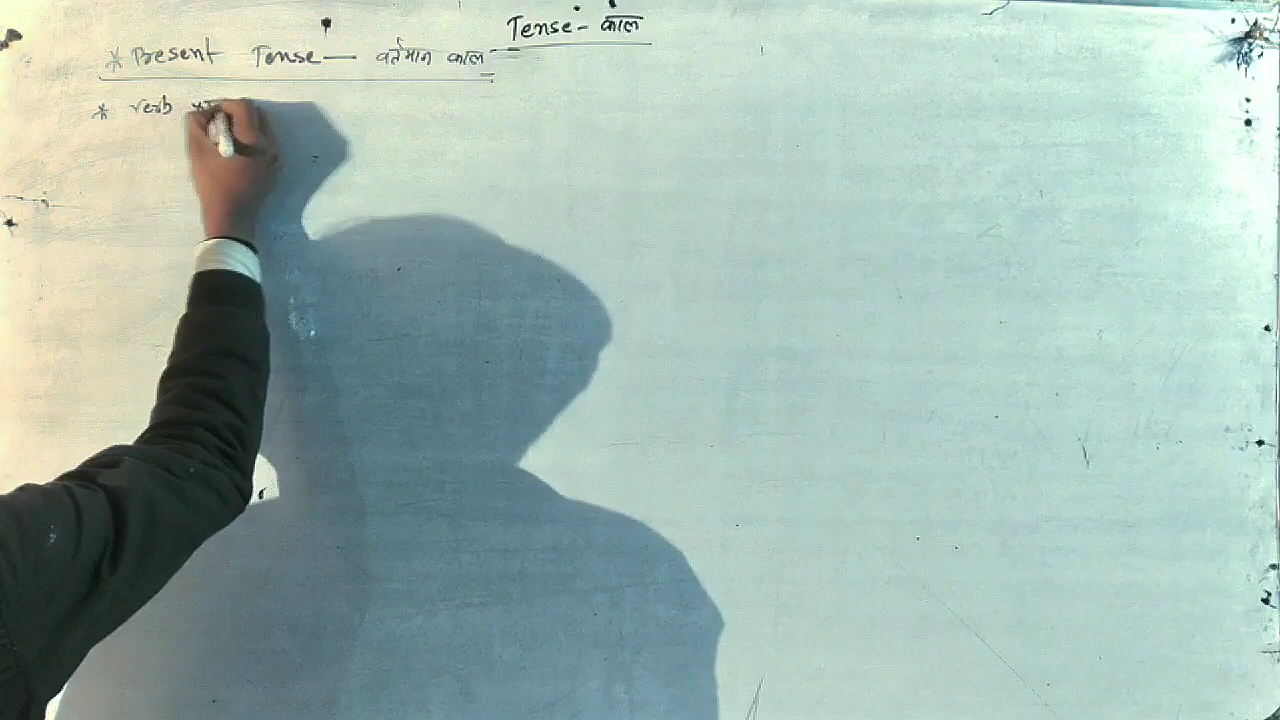 Tense - काल
* Present Tense — वर्तमान काल
* verb